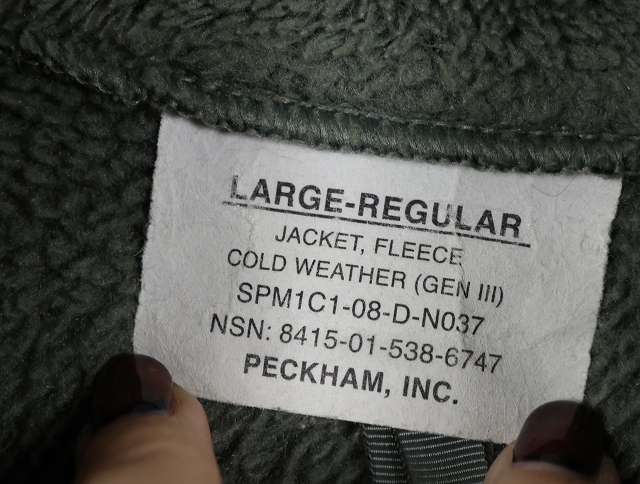 LARGE-REGULAR
JACKET, FLEECE
COLD WEATHER (GEN III)
SPM1C1-08-D-N037
NSN: 8415-01-538-6747
PECKHAM, INC.